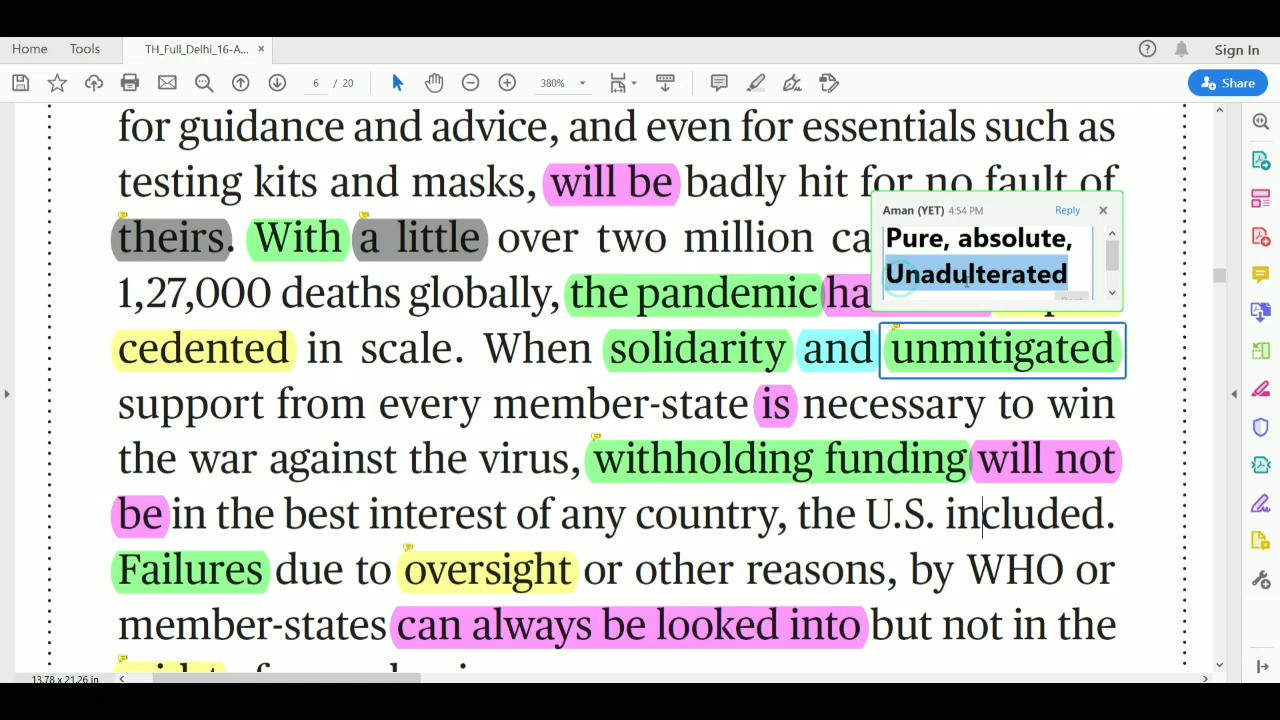 Home Tools TH_Full_Delhi_16-A... × Sign In
6 / 20 380% Share
for guidance and advice, and even for essentials such as
testing kits and masks, will be badly hit for no fault of
Aman (YET) 4:54 PM Reply
Pure, absolute,
Unadulterated
theirs. With a little over two million ca
1,27,000 deaths globally, the pandemic ha
cedented in scale. When solidarity and unmitigated
support from every member-state is necessary to win
the war against the virus, withholding funding will not
be in the best interest of any country, the U.S. included.
Failures due to oversight or other reasons, by WHO or
member-states can always be looked into but not in the
13.78 x 21.26 in